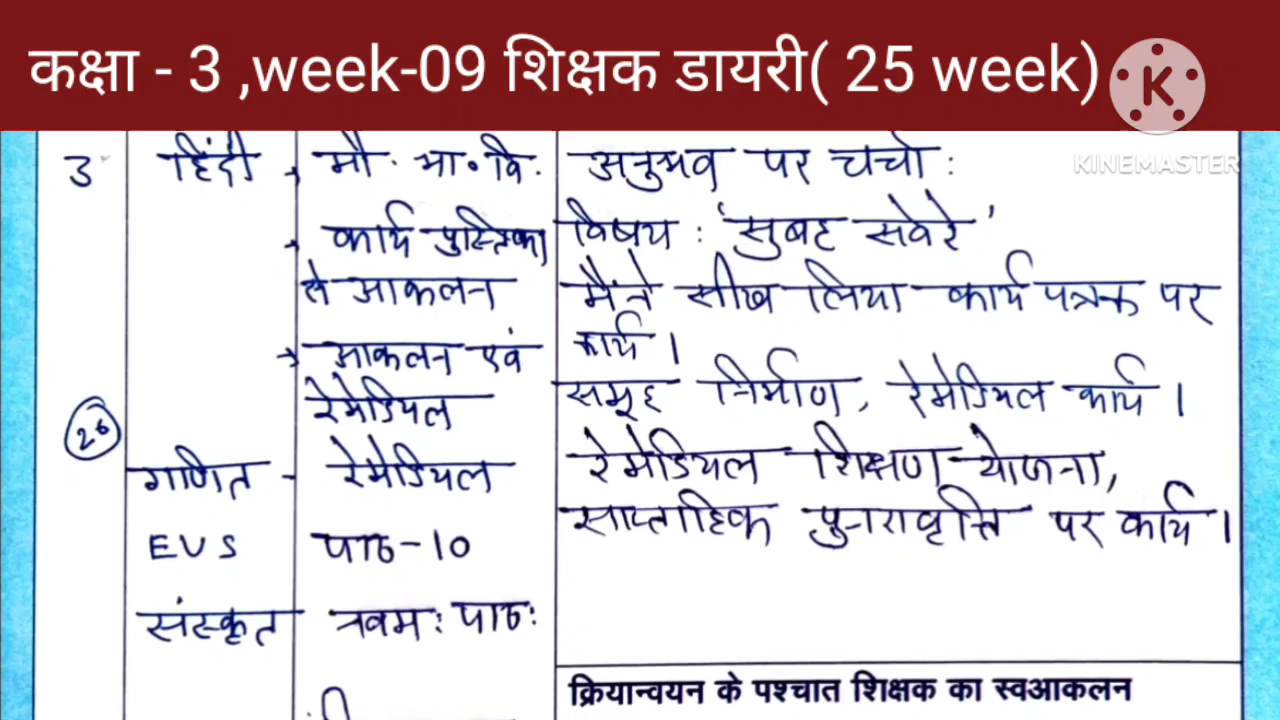 कक्षा - 3 ,week-09 शिक्षक डायरी( 25 week)
K
KINEMASTER
3 हिंदी → मौ. भा॰ वि. अनुभव पर चर्चा :
→ कार्य पुस्तिका विषय : 'सुबह सवेरे'
से आकलन मैंने सीख लिया कार्य पत्रक पर
→ आकलन एवं कार्य ।
रेमेडियल समूह निर्माण, रेमेडियल कार्य ।
26
गणित - रेमेडियल रेमेडियल शिक्षण योजना,
साप्ताहिक पुनरावृत्ति पर कार्य ।
EVS पाठ-10
संस्कृत नवम: पाठ:
क्रियान्वयन के पश्चात शिक्षक का स्वआकलन